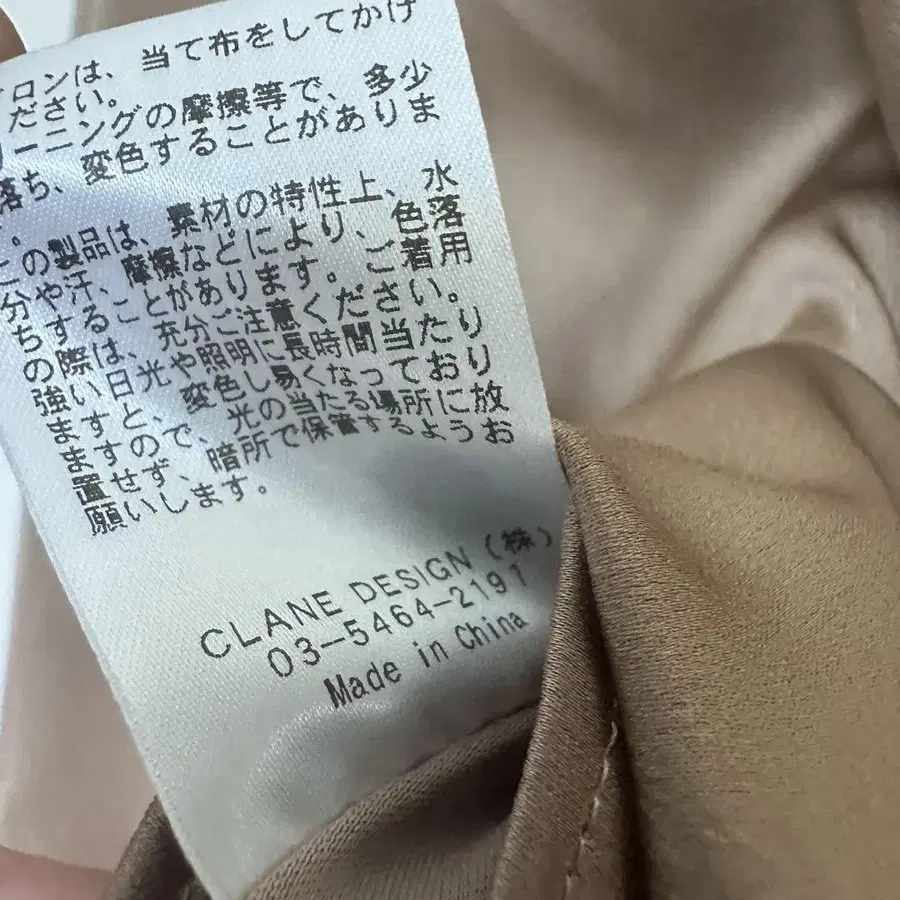 ロンは、当て布をしてかけ
ださい。
ーニングの摩擦等で、多少
落ち、変色することがありま
。
この製品は、素材の特性上、水
分や汗、摩擦などにより、色落
ちすることがあります。ご着用
の際は、充分ご注意ください。
強い日光や照明に長時間当たり
ますと、変色し易くなっており
ますので、光の当たる場所に放
置せず、暗所で保管するようお
願いします。
CLANE DESIGN (株)
03-5464-2191
Made in China